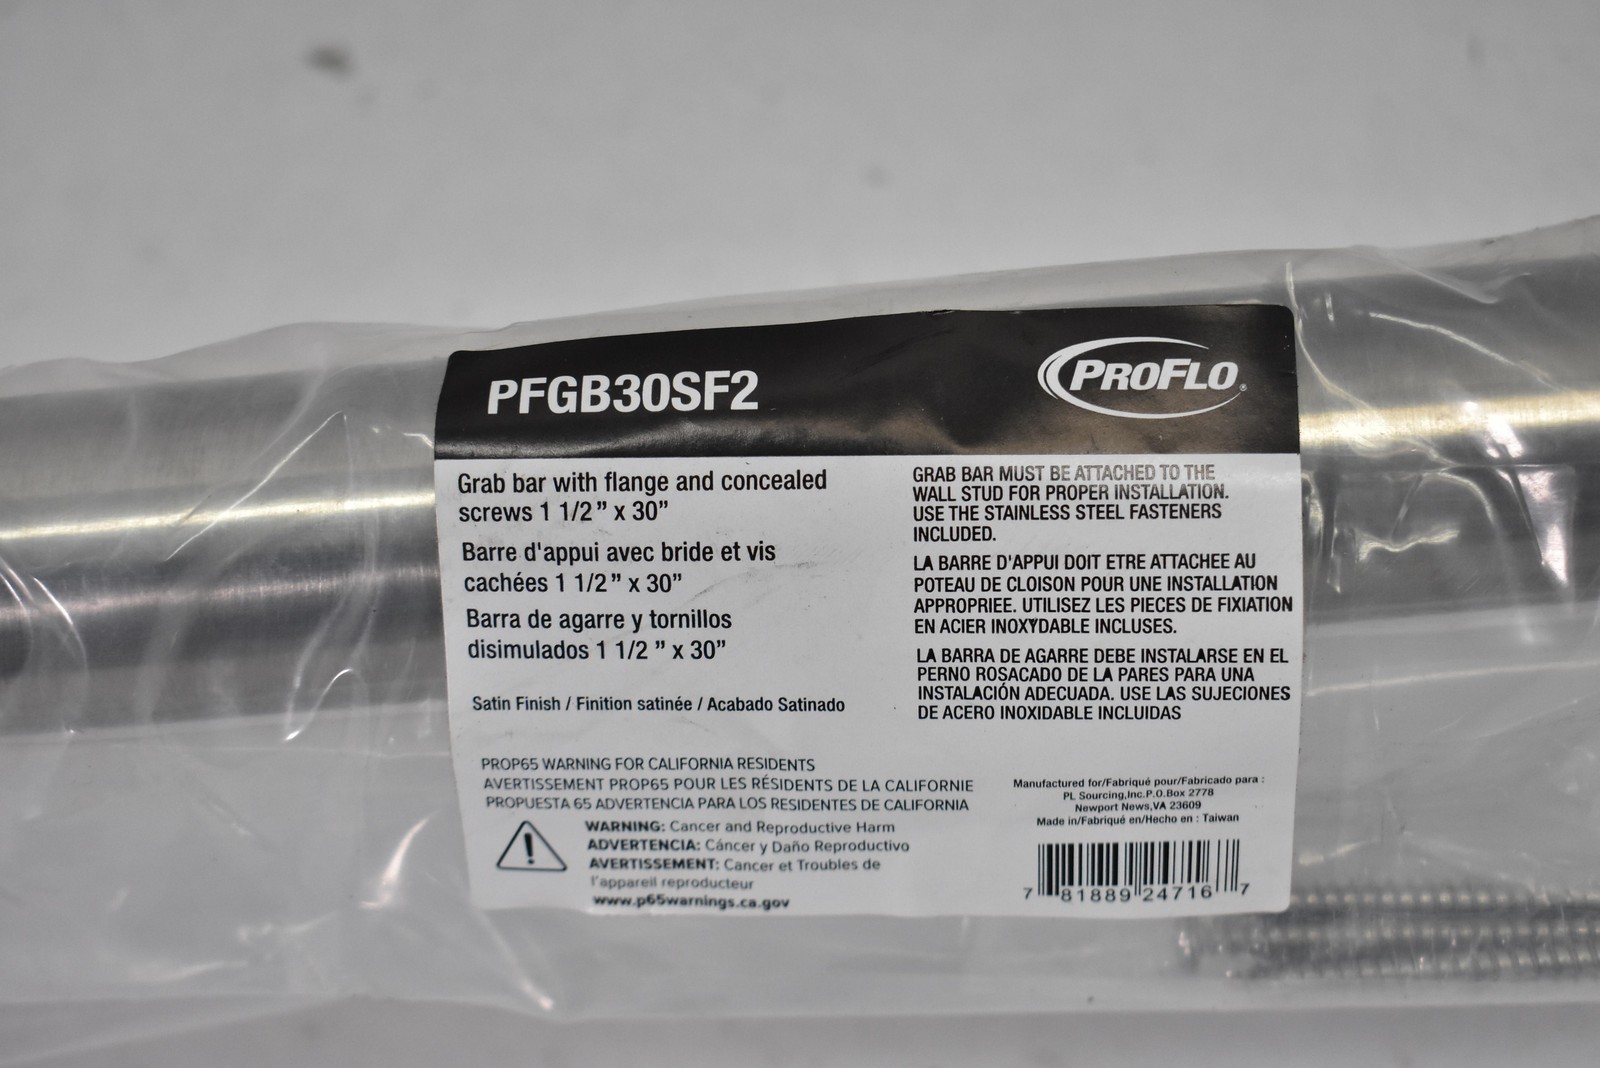 PFGB30SF2
PROFLO®
Grab bar with flange and concealed
screws 1 1/2" x 30"
Barre d'appui avec bride et vis
cachées 1 1/2" x 30"
Barra de agarre y tornillos
disimulados 1 1/2 " x 30"
Satin Finish / Finition satinée / Acabado Satinado
GRAB BAR MUST BE ATTACHED TO THE
WALL STUD FOR PROPER INSTALLATION.
USE THE STAINLESS STEEL FASTENERS
INCLUDED.
LA BARRE D'APPUI DOIT ETRE ATTACHEE AU
POTEAU DE CLOISON POUR UNE INSTALLATION
APPROPRIEE. UTILISEZ LES PIECES DE FIXIATION
EN ACIER INOXYDABLE INCLUSES.
LA BARRA DE AGARRE DEBE INSTALARSE EN EL
PERNO ROSACADO DE LA PARES PARA UNA
INSTALACIÓN ADECUADA. USE LAS SUJECIONES
DE ACERO INOXIDABLE INCLUIDAS
PROP65 WARNING FOR CALIFORNIA RESIDENTS
AVERTISSEMENT PROP65 POUR LES RÉSIDENTS DE LA CALIFORNIE
PROPUESTA 65 ADVERTENCIA PARA LOS RESIDENTES DE CALIFORNIA
WARNING: Cancer and Reproductive Harm
ADVERTENCIA: Cáncer y Daño Reproductivo
AVERTISSEMENT: Cancer et Troubles de
l'appareil reproducteur
www.p65warnings.ca.gov
Manufactured for/Fabriqué pour/Fabricado para :
PL Sourcing,Inc.P.O.Box 2778
Newport News,VA 23609
Made in/Fabriqué en/Hecho en : Taiwan
7 81889 24716 7